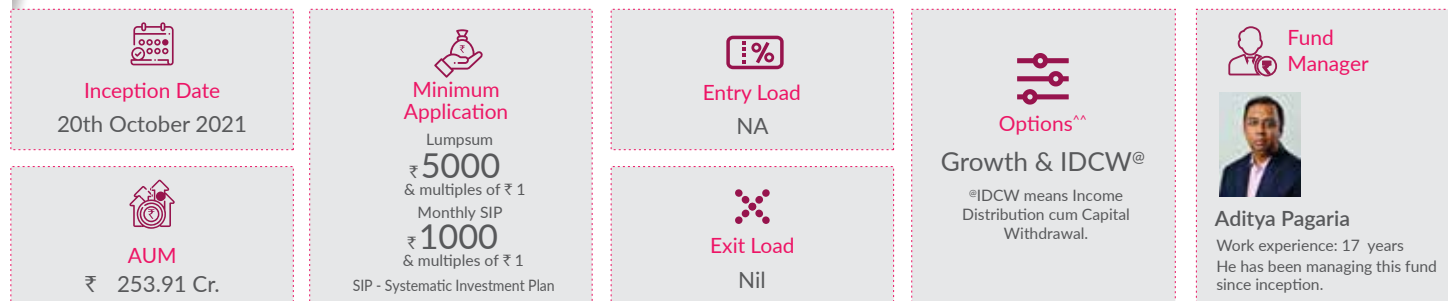 Inception Date
20th October 2021
AUM
₹ 253.91 Cr.
Minimum
Application
Lumpsum
₹ 5000
& multiples of ₹ 1
Monthly SIP
₹ 1000
& multiples of ₹ 1
SIP - Systematic Investment Plan
Entry Load
NA
Exit Load
Nil
Options^^
Growth & IDCW@
@IDCW means Income
Distribution cum Capital
Withdrawal.
Fund
Manager
Aditya Pagaria
Work experience: 17 years
He has been managing this fund
since inception.